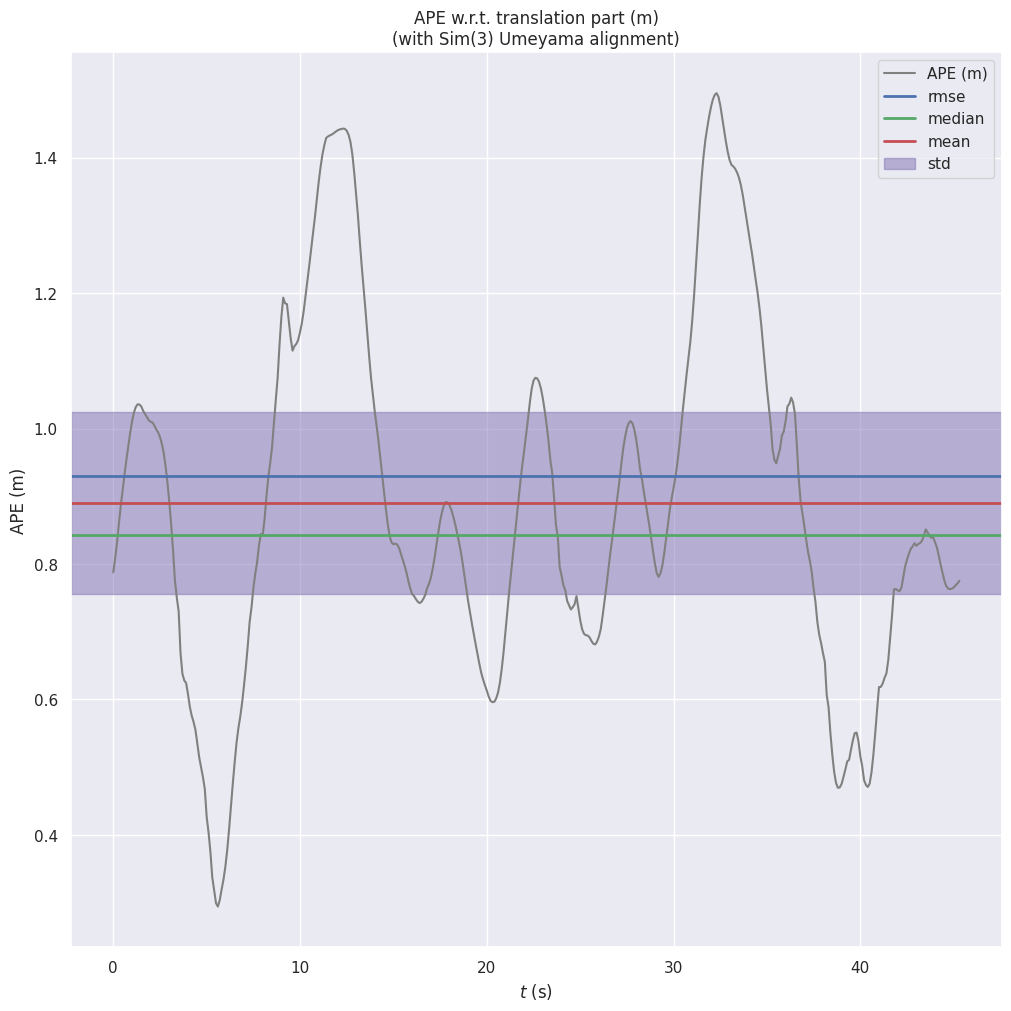 APE w.r.t. translation part (m)
(with Sim(3) Umeyama alignment)
APE (m)
rmse
median
mean
std
APE (m)
1.4
1.2
1.0
0.8
0.6
0.4
0
10
20
30
40
t (s)